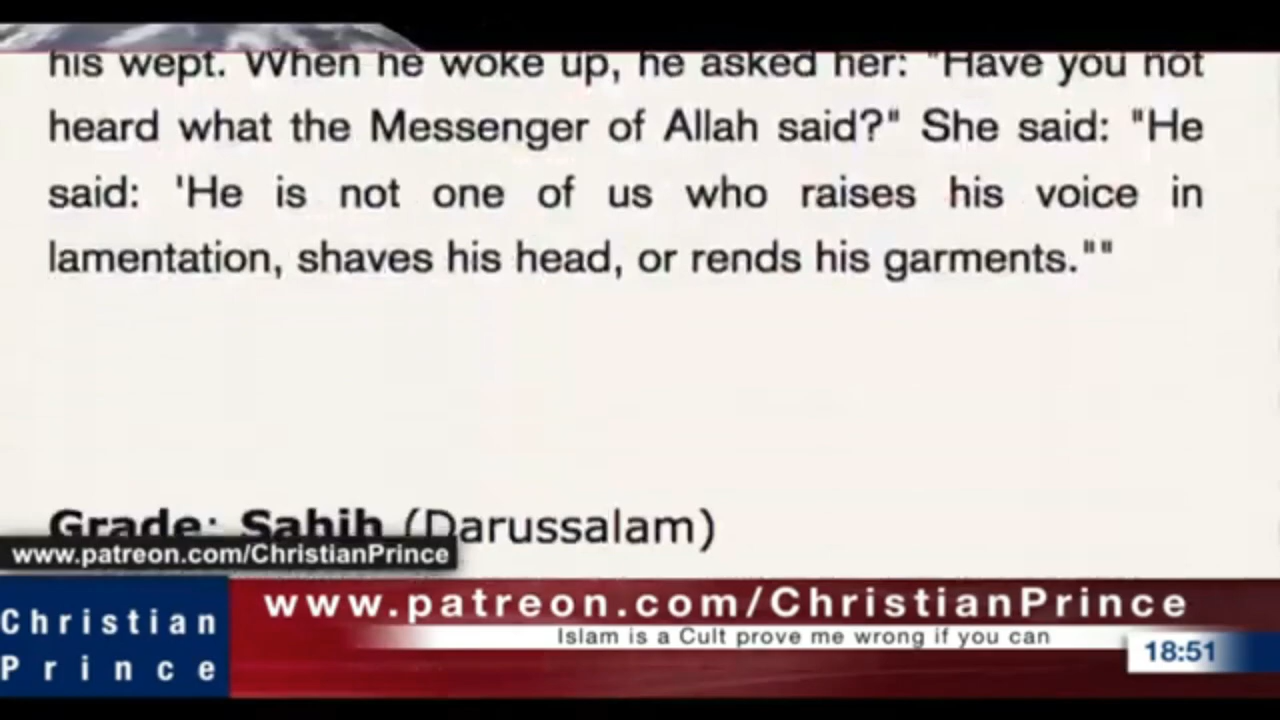 his wept. When he woke up, he asked her: "Have you not
heard what the Messenger of Allah said?" She said: "He
said: 'He is not one of us who raises his voice in
lamentation, shaves his head, or rends his garments.""
Grade: Sahih (Darussalam)
www.patreon.com/ChristianPrince
Christian
Prince
www.patreon.com/ChristianPrince
Islam is a Cult prove me wrong if you can
18:51